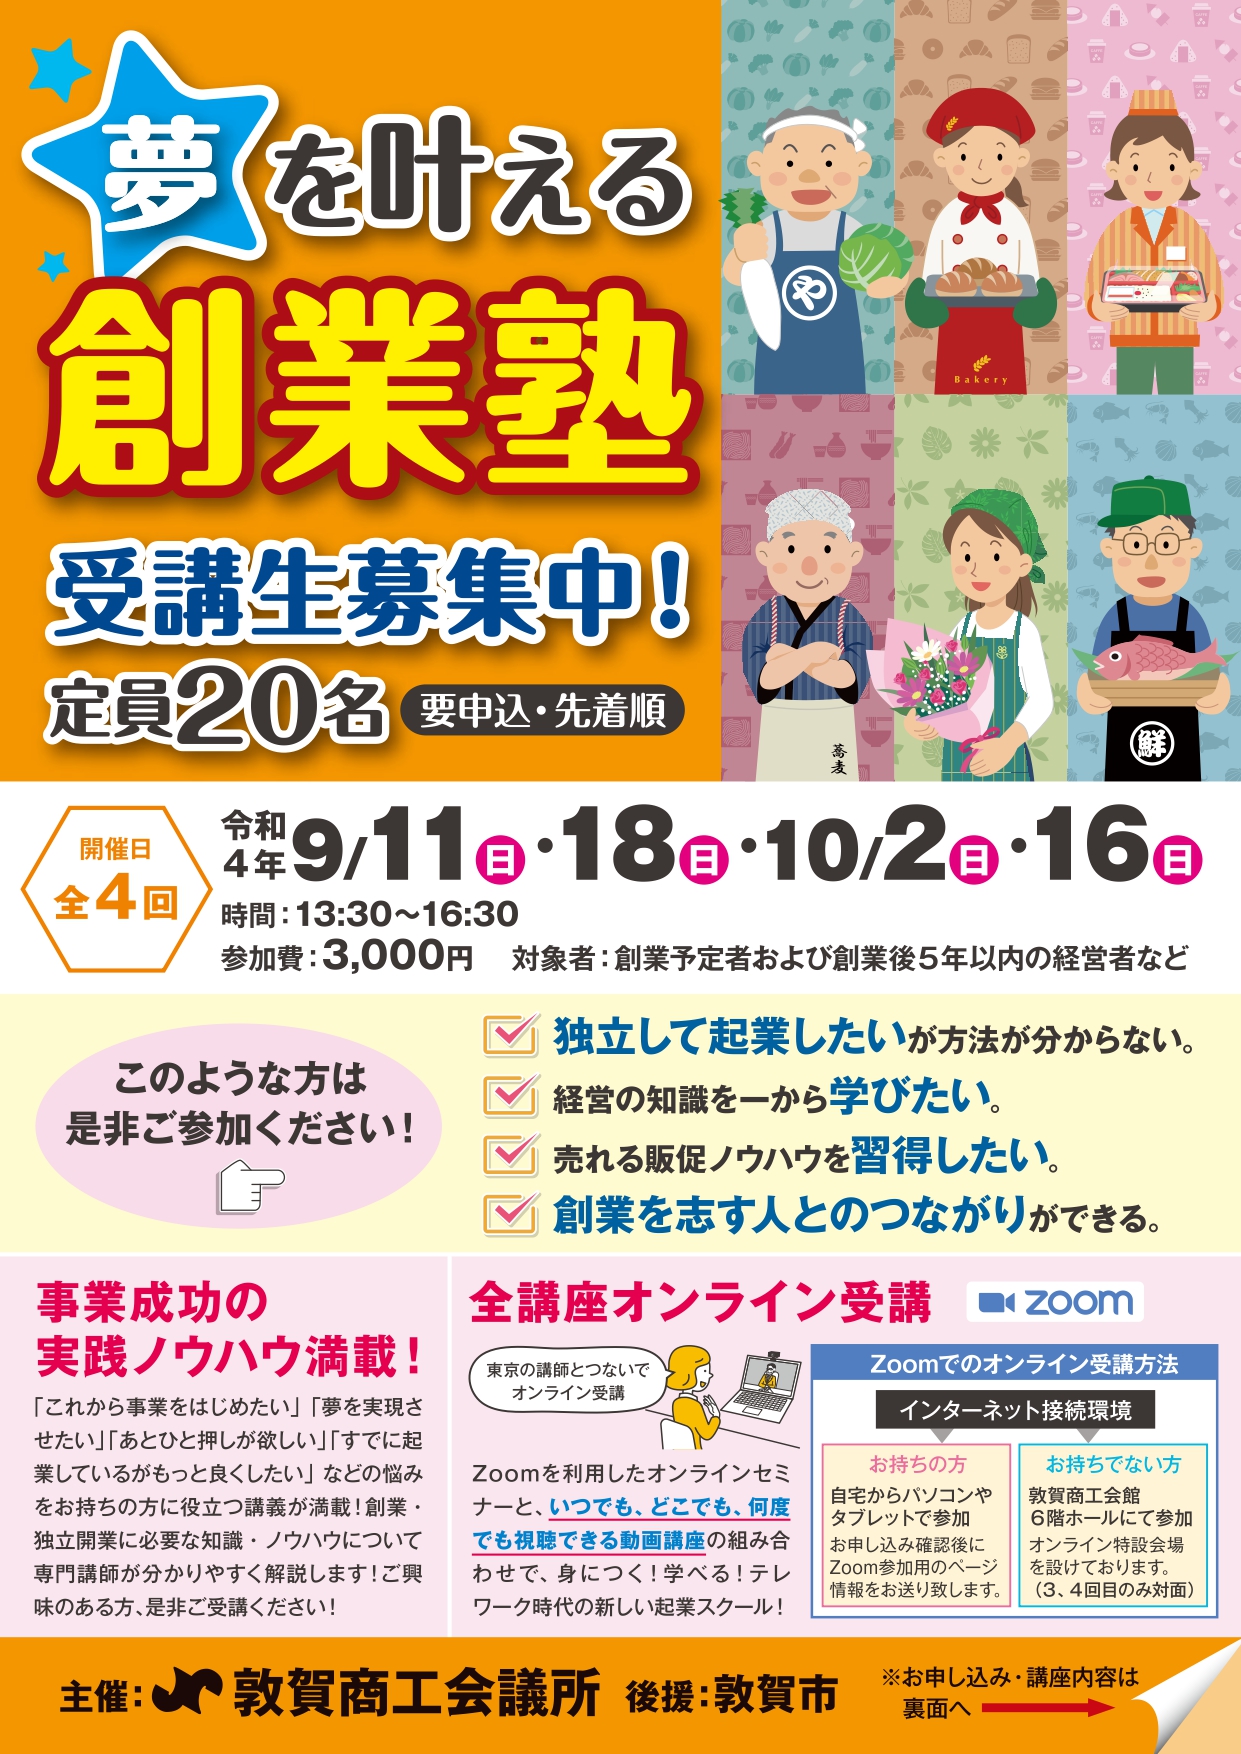 夢を叶える
創業塾
受講生募集中！
定員20名 要申込・先着順
や
Bakery
蕎麦
鮮
開催日
全4回
令和4年 9/11日・18日・10/2日・16日
時間：13:30〜16:30
参加費：3,000円 対象者：創業予定者および創業後5年以内の経営者など
このような方は
是非ご参加ください！
独立して起業したいが方法が分からない。
経営の知識を一から学びたい。
売れる販促ノウハウを習得したい。
創業を志す人とのつながりができる。
事業成功の
実践ノウハウ満載！
「これから事業をはじめたい」「夢を実現さ
せたい」「あとひと押しが欲しい」「すでに起
業しているがもっと良くしたい」などの悩み
をお持ちの方に役立つ講義が満載！創業・
独立開業に必要な知識・ノウハウについて
専門講師が分かりやすく解説します！ご興
味のある方、是非ご受講ください！
全講座オンライン受講 zoom
東京の講師とつないで
オンライン受講
Zoomを利用したオンラインセミ
ナーと、いつでも、どこでも、何度
でも視聴できる動画講座の組み合
わせで、身につく！学べる！テレ
ワーク時代の新しい起業スクール！
Zoomでのオンライン受講方法
インターネット接続環境
お持ちの方
自宅からパソコンや
タブレットで参加
お申し込み確認後に
Zoom参加用のページ
情報をお送り致します。
お持ちでない方
敦賀商工会館
6階ホールにて参加
オンライン特設会場
を設けております。
（3、4回目のみ対面）
主催：敦賀商工会議所 後援：敦賀市
※お申し込み・講座内容は
裏面へ